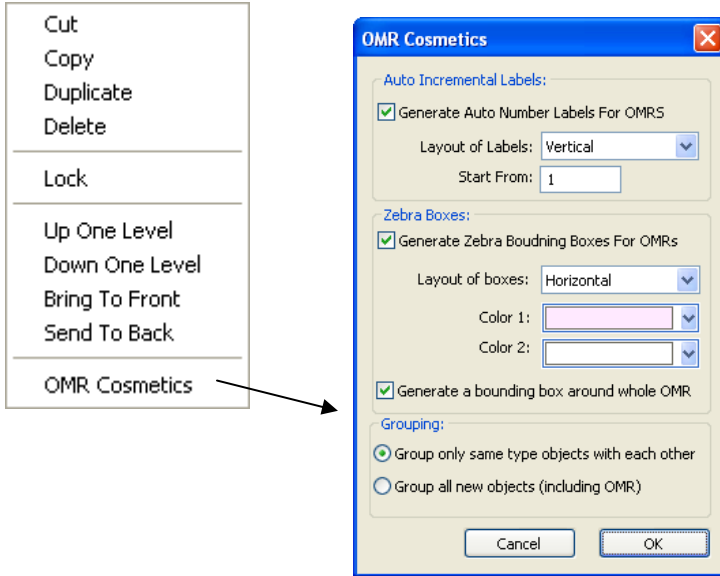 Cut
Copy
Duplicate
Delete
Lock
Up One Level
Down One Level
Bring To Front
Send To Back
OMR Cosmetics
OMR Cosmetics
Auto Incremental Labels:
Generate Auto Number Labels For OMRS
Layout of Labels: Vertical
Start From: 1
Zebra Boxes:
Generate Zebra Boudning Boxes For OMRs
Layout of boxes: Horizontal
Color 1:
Color 2:
Generate a bounding box around whole OMR
Grouping:
Group only same type objects with each other
Group all new objects (including OMR)
Cancel OK